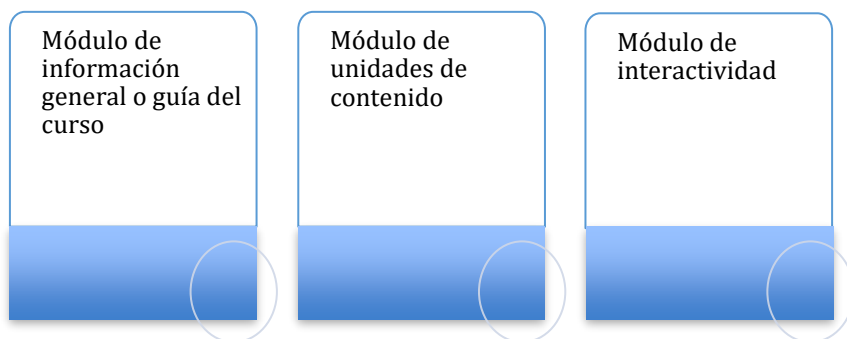 Módulo de
información
general o guía del
curso
Módulo de
unidades de
contenido
Módulo de
interactividad